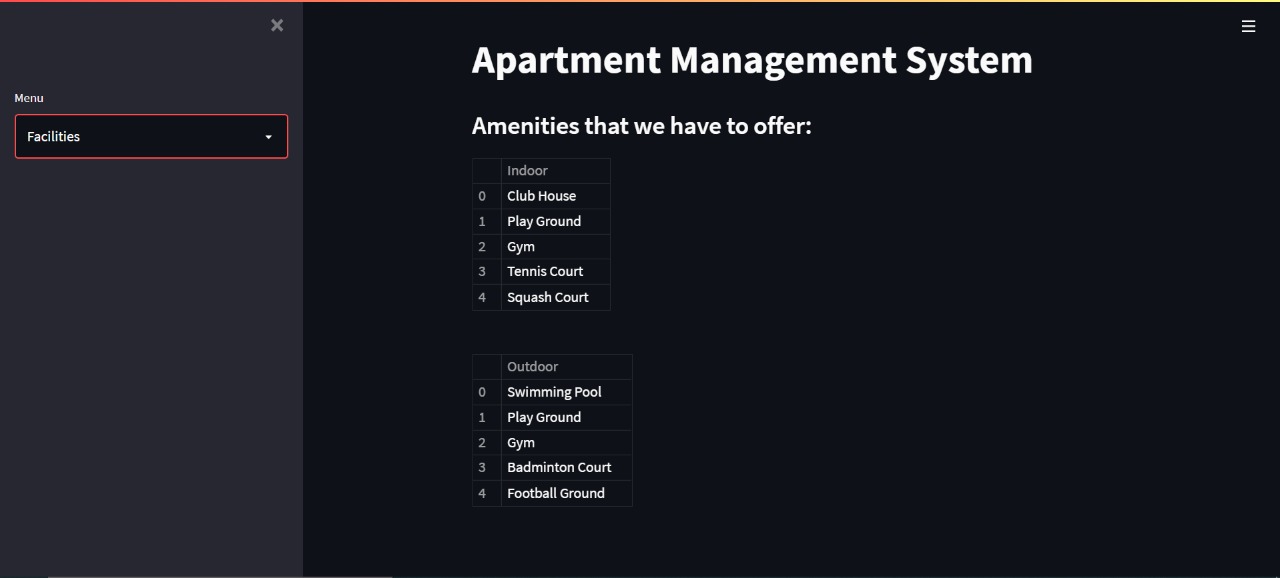 Menu
Facilities
Apartment Management System
Amenities that we have to offer:
Indoor
0 Club House
1 Play Ground
2 Gym
3 Tennis Court
4 Squash Court
Outdoor
0 Swimming Pool
1 Play Ground
2 Gym
3 Badminton Court
4 Football Ground